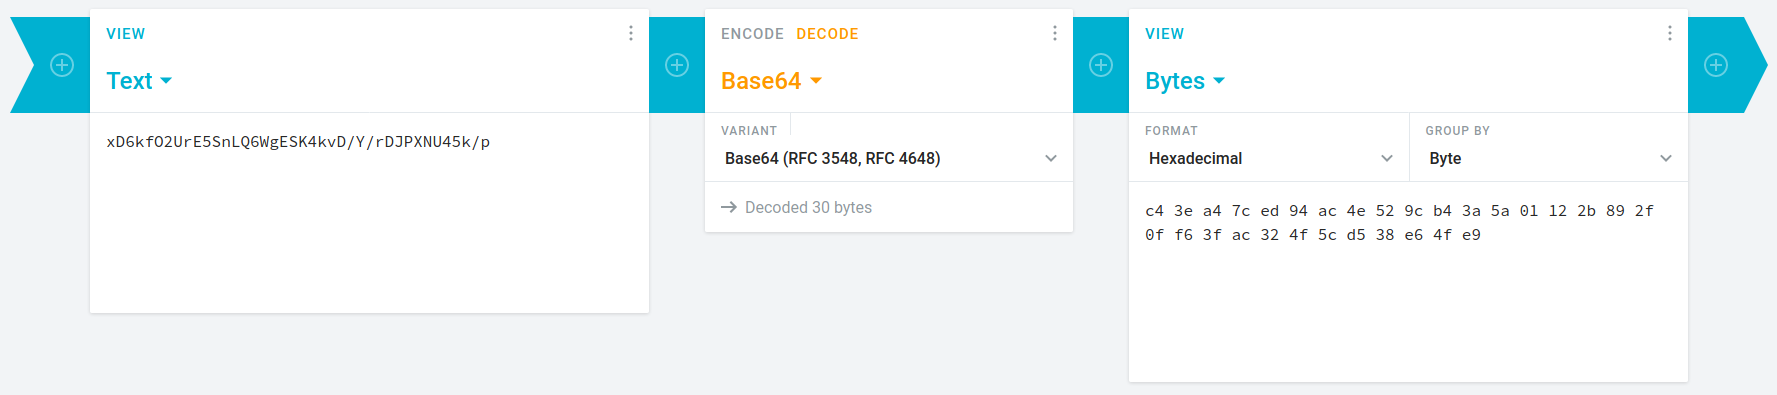 VIEW
Text
xD6kfO2UrE5SnLQ6WgESK4kvD/Y/rDJPXNU45k/p
ENCODE DECODE
Base64
VARIANT
Base64 (RFC 3548, RFC 4648)
→ Decoded 30 bytes
VIEW
Bytes
FORMAT
Hexadecimal
GROUP BY
Byte
c4 3e a4 7c ed 94 ac 4e 52 9c b4 3a 5a 01 12 2b 89 2f
0f f6 3f ac 32 4f 5c d5 38 e6 4f e9